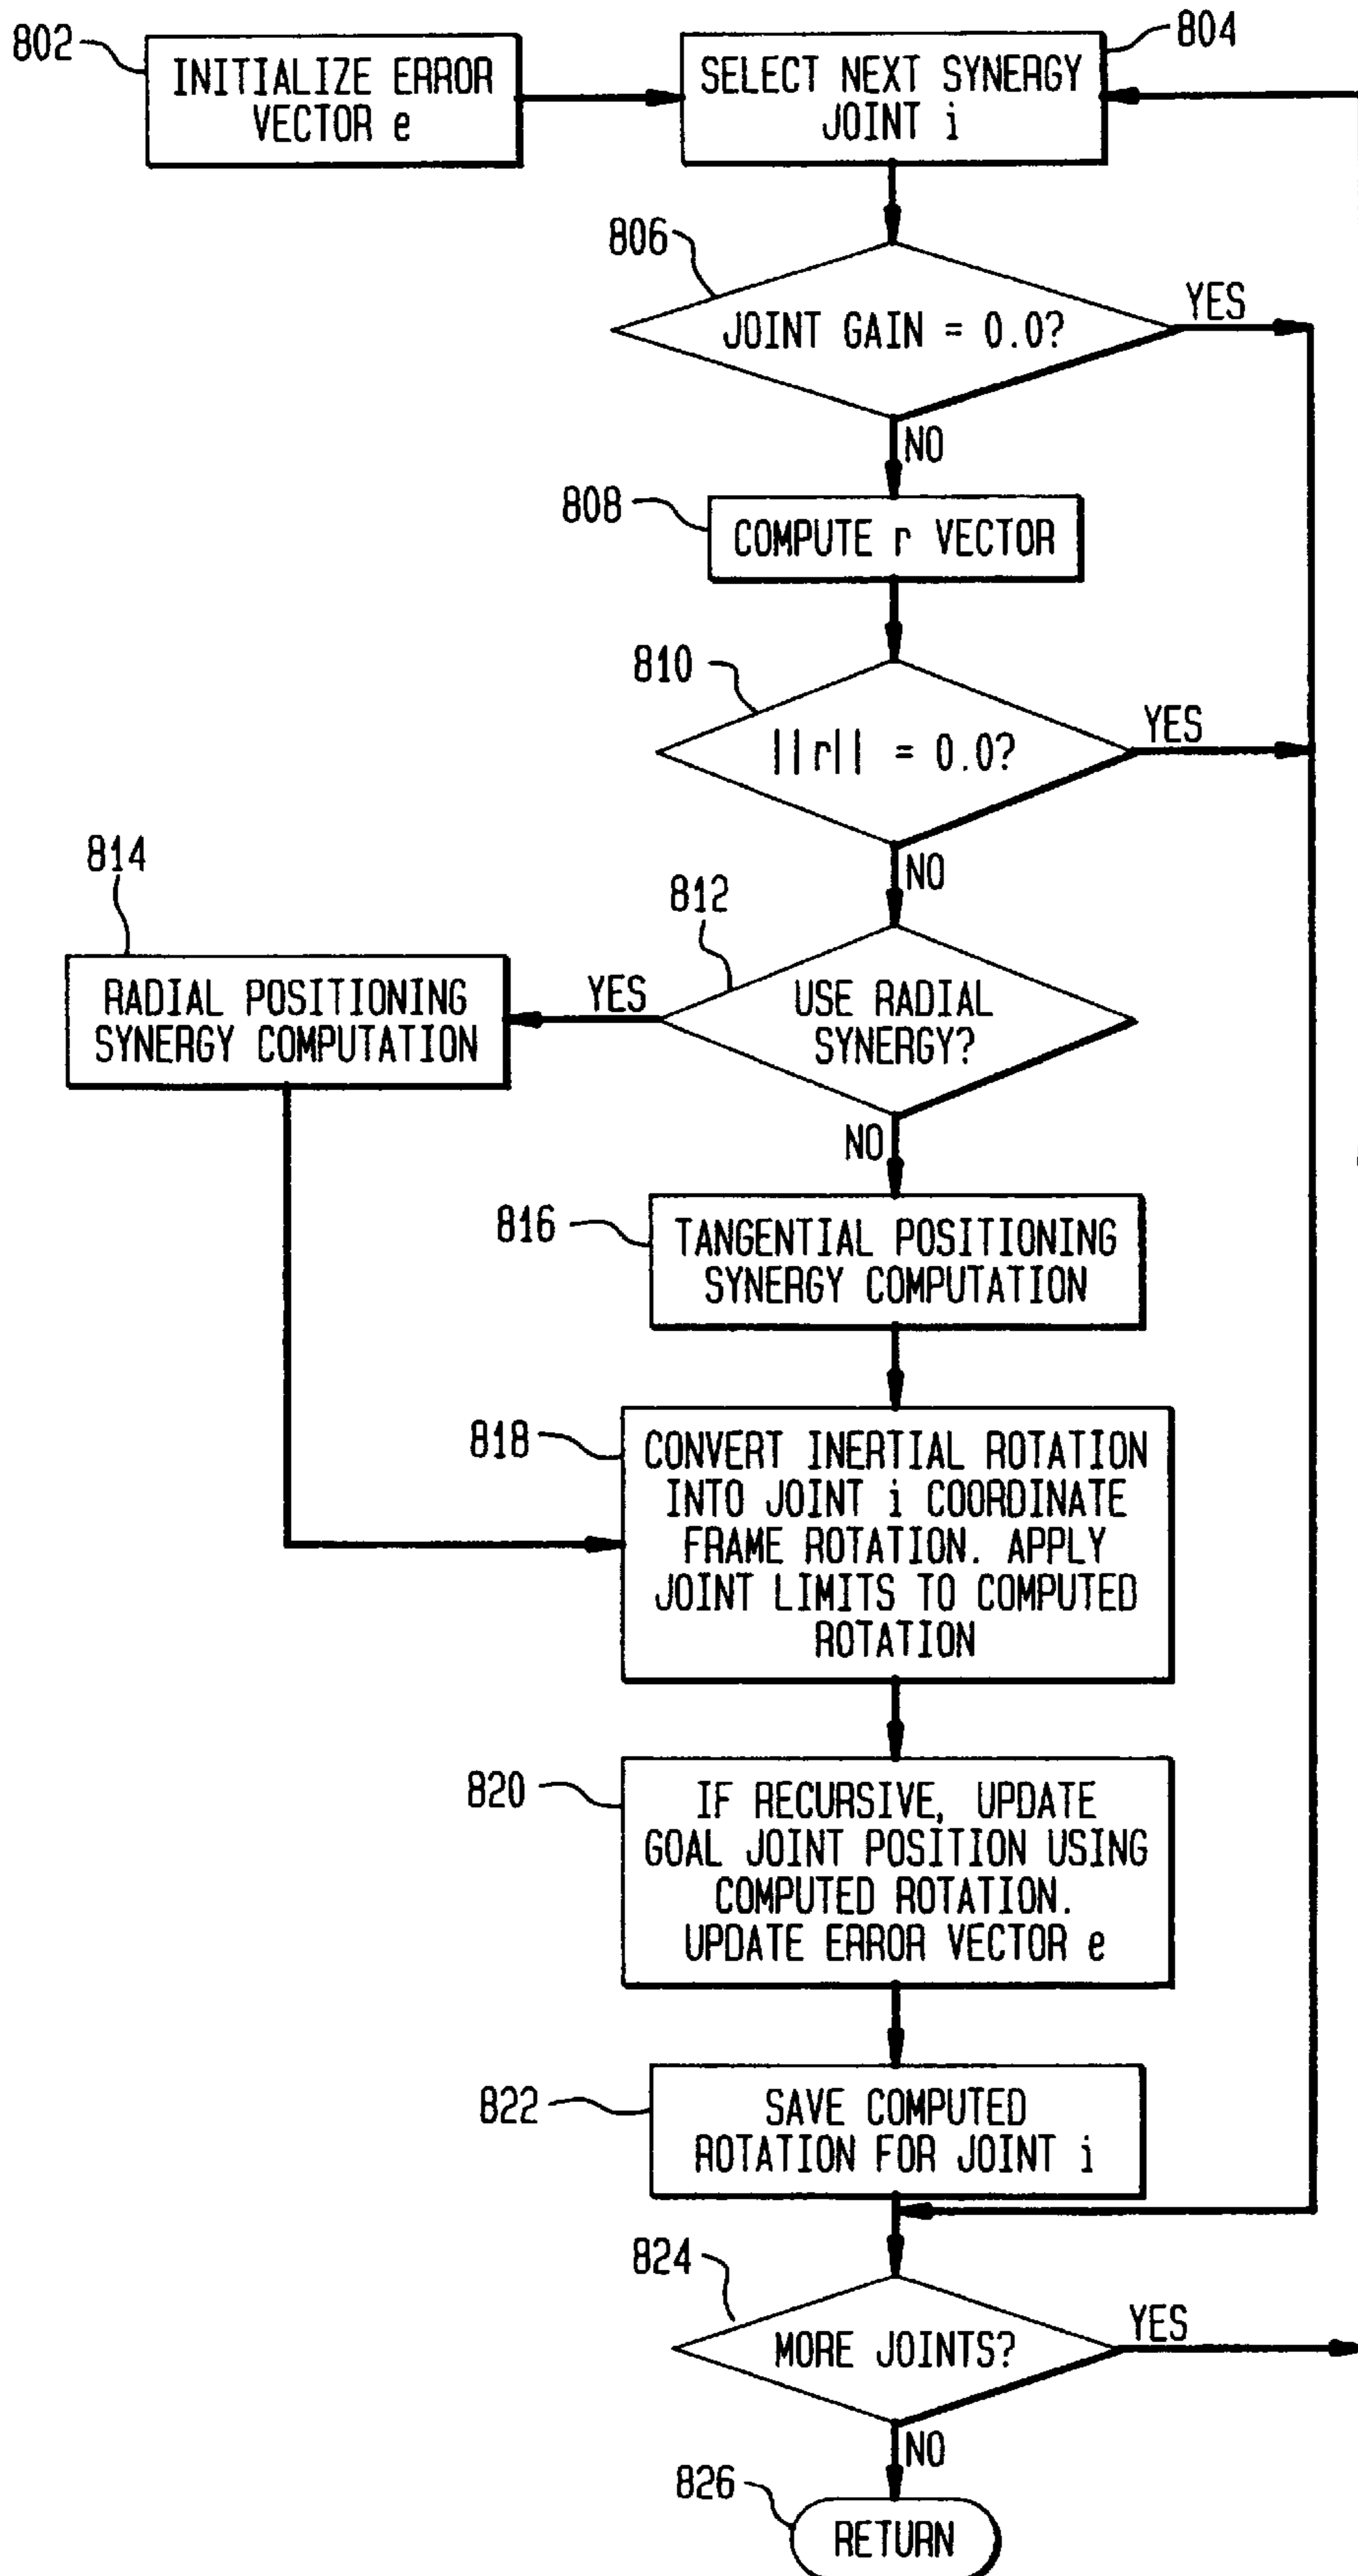 802
INITIALIZE ERROR
VECTOR e
804
SELECT NEXT SYNERGY
JOINT i
806
JOINT GAIN = 0.0?
YES
NO
808
COMPUTE r VECTOR
810
||r|| = 0.0?
YES
NO
812
USE RADIAL
SYNERGY?
YES
814
RADIAL POSITIONING
SYNERGY COMPUTATION
NO
816
TANGENTIAL POSITIONING
SYNERGY COMPUTATION
818
CONVERT INERTIAL ROTATION
INTO JOINT i COORDINATE
FRAME ROTATION. APPLY
JOINT LIMITS TO COMPUTED
ROTATION
820
IF RECURSIVE, UPDATE
GOAL JOINT POSITION USING
COMPUTED ROTATION.
UPDATE ERROR VECTOR e
822
SAVE COMPUTED
ROTATION FOR JOINT i
824
MORE JOINTS?
YES
NO
826
RETURN